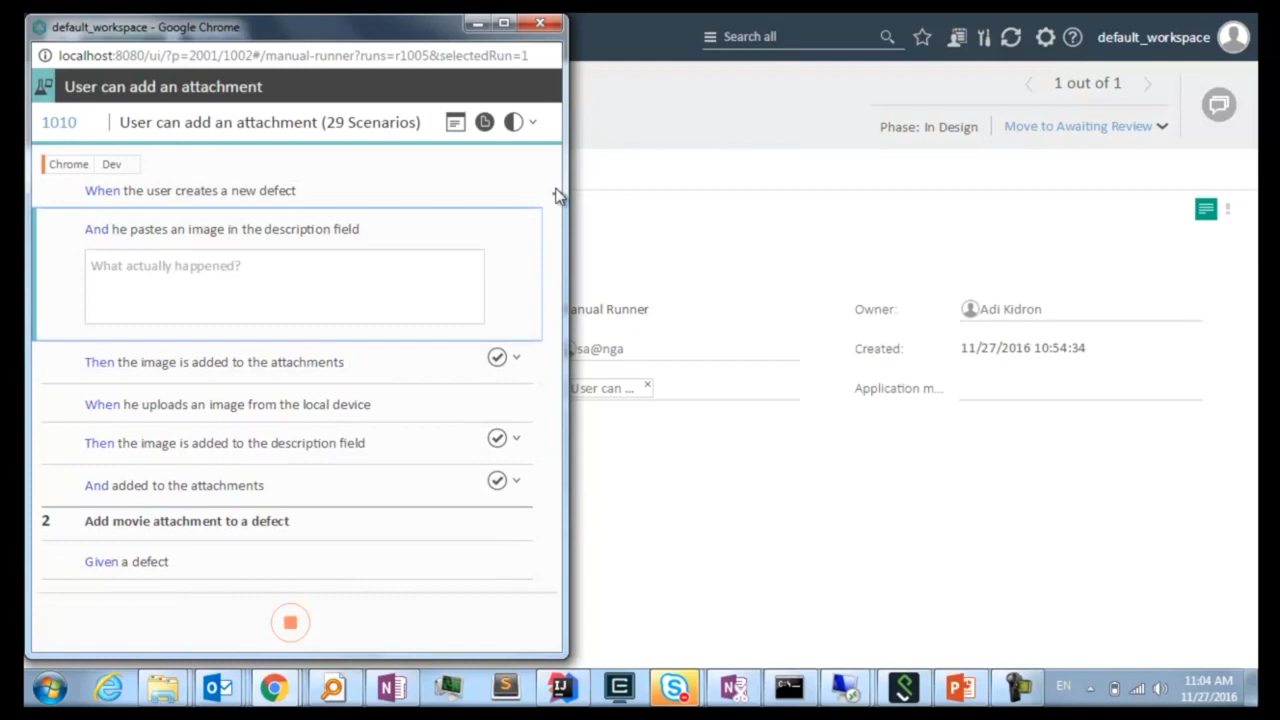 default_workspace - Google Chrome
localhost:8080/ui/?p=2001/1002#/manual-runner?runs=r1005&selectedRun=1
User can add an attachment
1010
User can add an attachment (29 Scenarios)
Chrome Dev
When the user creates a new defect
And he pastes an image in the description field
What actually happened?
Then the image is added to the attachments
When he uploads an image from the local device
Then the image is added to the description field
And added to the attachments
2 Add movie attachment to a defect
Given a defect
Search all
default_workspace
1 out of 1
Phase: In Design
Move to Awaiting Review
anual Runner
Owner: Adi Kidron
sa@nga
Created: 11/27/2016 10:54:34
User can ...
Application m...
EN
11:04 AM
11/27/2016